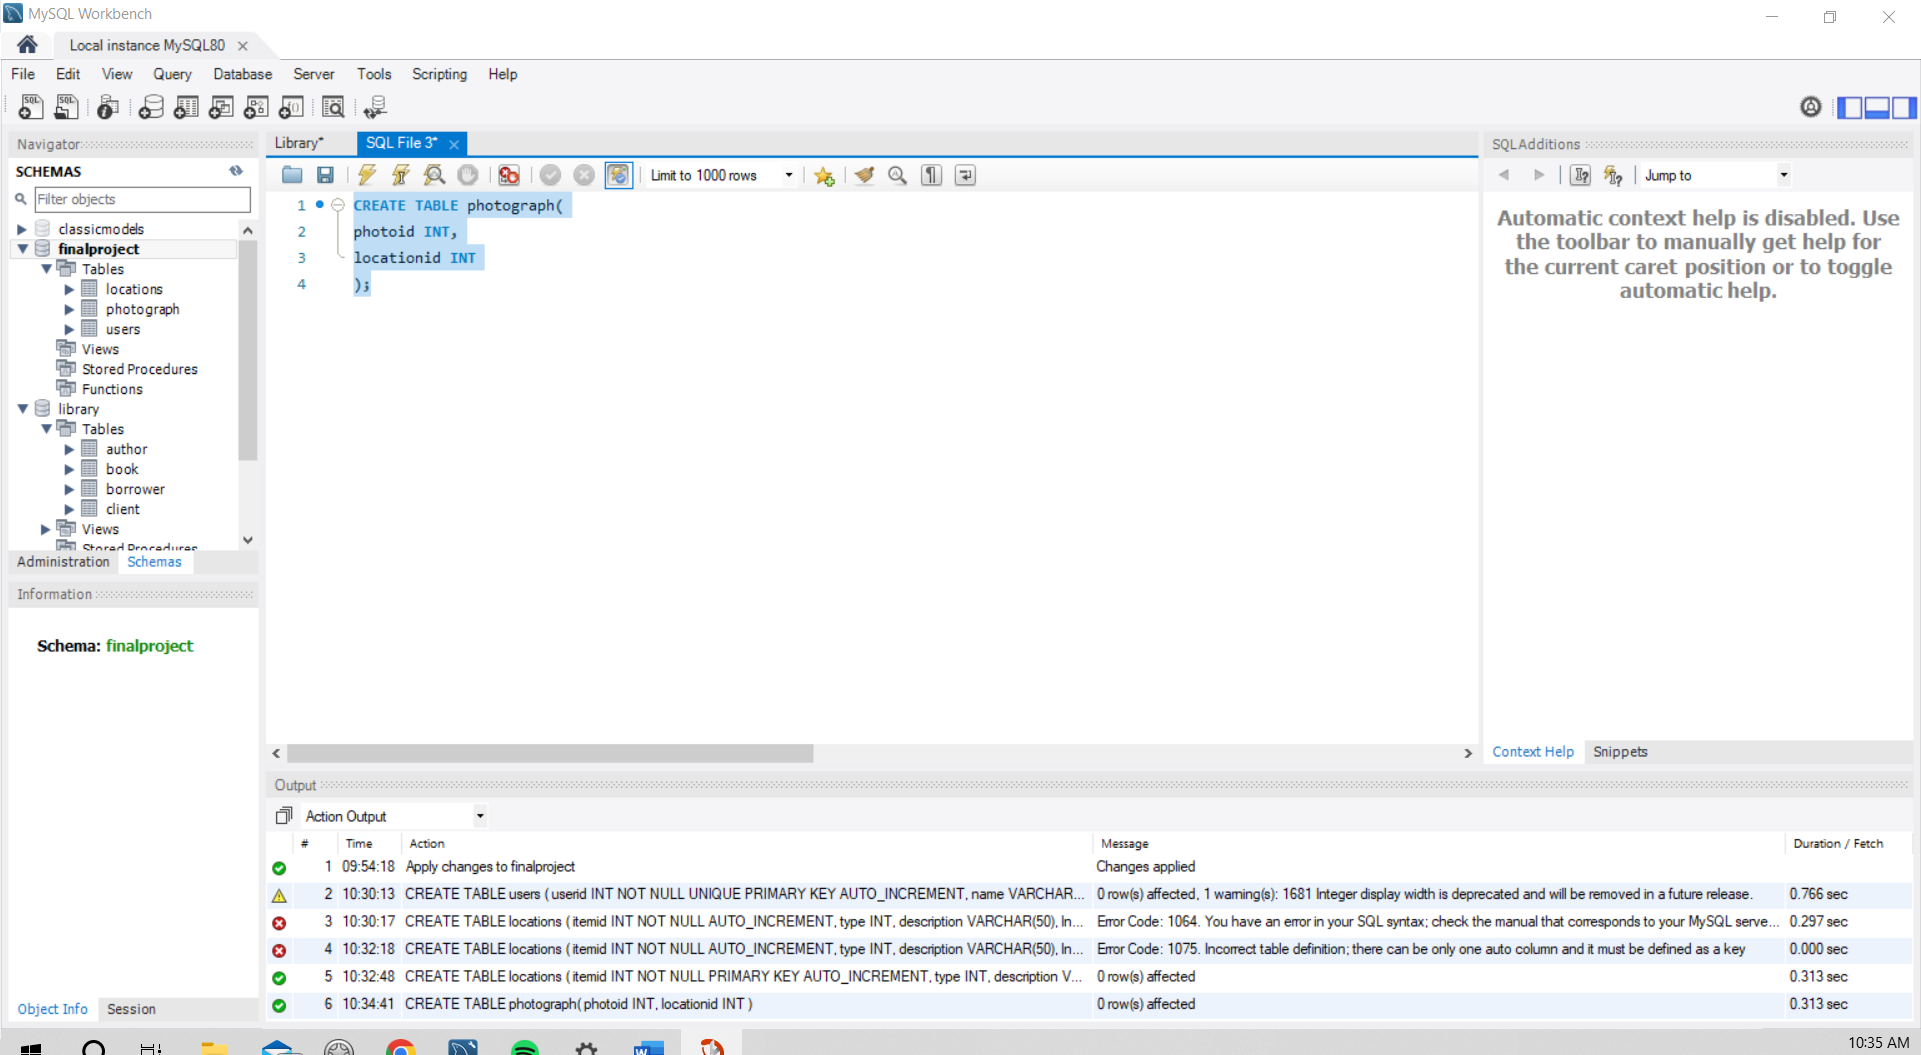 MySQL Workbench
Local instance MySQL80
File Edit View Query Database Server Tools Scripting Help
Navigator
SCHEMAS
Filter objects
classicmodels
finalproject
Tables
locations
photograph
users
Views
Stored Procedures
Functions
library
Tables
author
book
borrower
client
Views
Stored Procedures
Administration Schemas
Information
Schema: finalproject
Object Info Session
Library* SQL File 3*
Limit to 1000 rows
1 CREATE TABLE photograph(
2 photoid INT,
3 locationid INT
4 );
SQLAdditions
Jump to
Automatic context help is disabled. Use
the toolbar to manually get help for
the current caret position or to toggle
automatic help.
Context Help Snippets
Output
Action Output
# Time Action Message Duration / Fetch
1 09:54:18 Apply changes to finalproject Changes applied
2 10:30:13 CREATE TABLE users ( userid INT NOT NULL UNIQUE PRIMARY KEY AUTO_INCREMENT, name VARCHAR... 0 row(s) affected, 1 warning(s): 1681 Integer display width is deprecated and will be removed in a future release. 0.766 sec
3 10:30:17 CREATE TABLE locations ( itemid INT NOT NULL AUTO_INCREMENT, type INT, description VARCHAR(50), ln... Error Code: 1064. You have an error in your SQL syntax; check the manual that corresponds to your MySQL serve... 0.297 sec
4 10:32:18 CREATE TABLE locations ( itemid INT NOT NULL AUTO_INCREMENT, type INT, description VARCHAR(50), ln... Error Code: 1075. Incorrect table definition; there can be only one auto column and it must be defined as a key 0.000 sec
5 10:32:48 CREATE TABLE locations ( itemid INT NOT NULL PRIMARY KEY AUTO_INCREMENT, type INT, description V... 0 row(s) affected 0.313 sec
6 10:34:41 CREATE TABLE photograph( photoid INT, locationid INT ) 0 row(s) affected 0.313 sec
10:35 AM